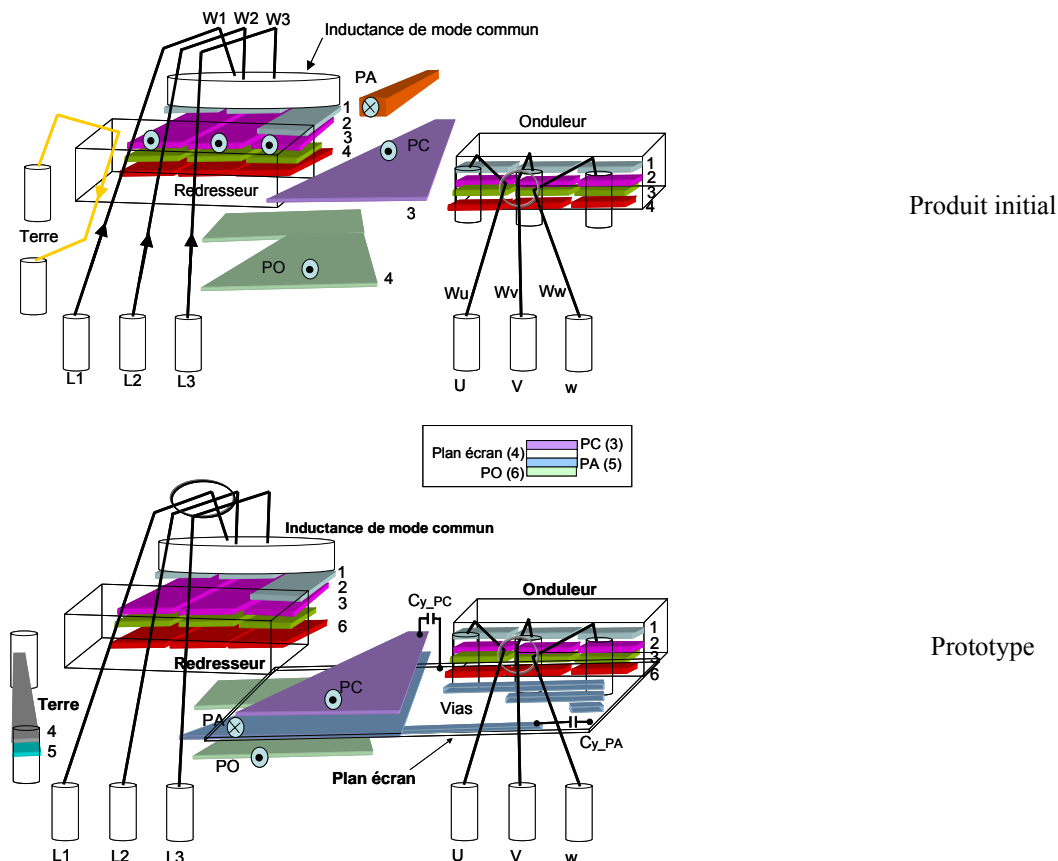 W1 W2 W3
Inductance de mode commun
PA
1
2
3
4
PC
3
Redresseur
Terre
PO
4
L1 L2 L3
Onduleur
1
2
3
4
Wu Wv Ww
U V w
Produit initial
Plan écran (4)
PC (3)
PA (5)
PO (6)
Inductance de mode commun
1
2
3
6
Redresseur
Terre
4
5
Cy_PC
PC
PA
PO
Plan écran
L1 L2 L3
Onduleur
1
2
3
6
Vias
Cy_PA
U V w
Prototype